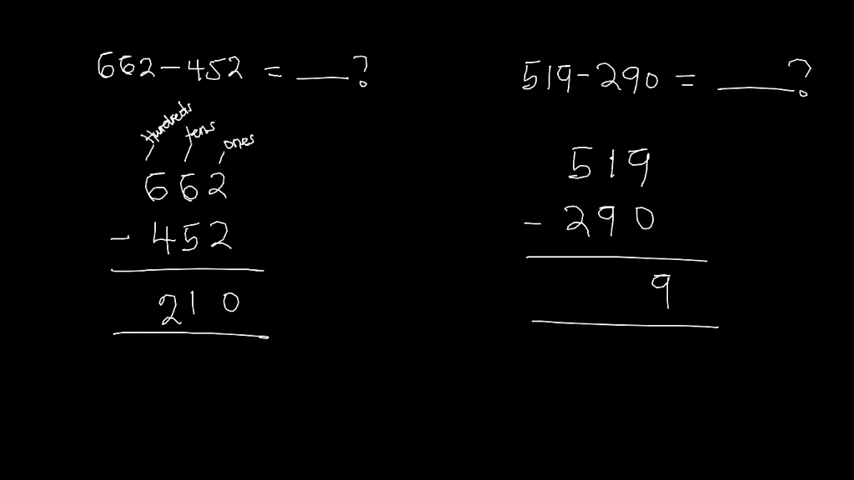 662-452 = ___?
Hundreds tens ones
662
- 452
210
519-290 = ___?
519
- 290
9